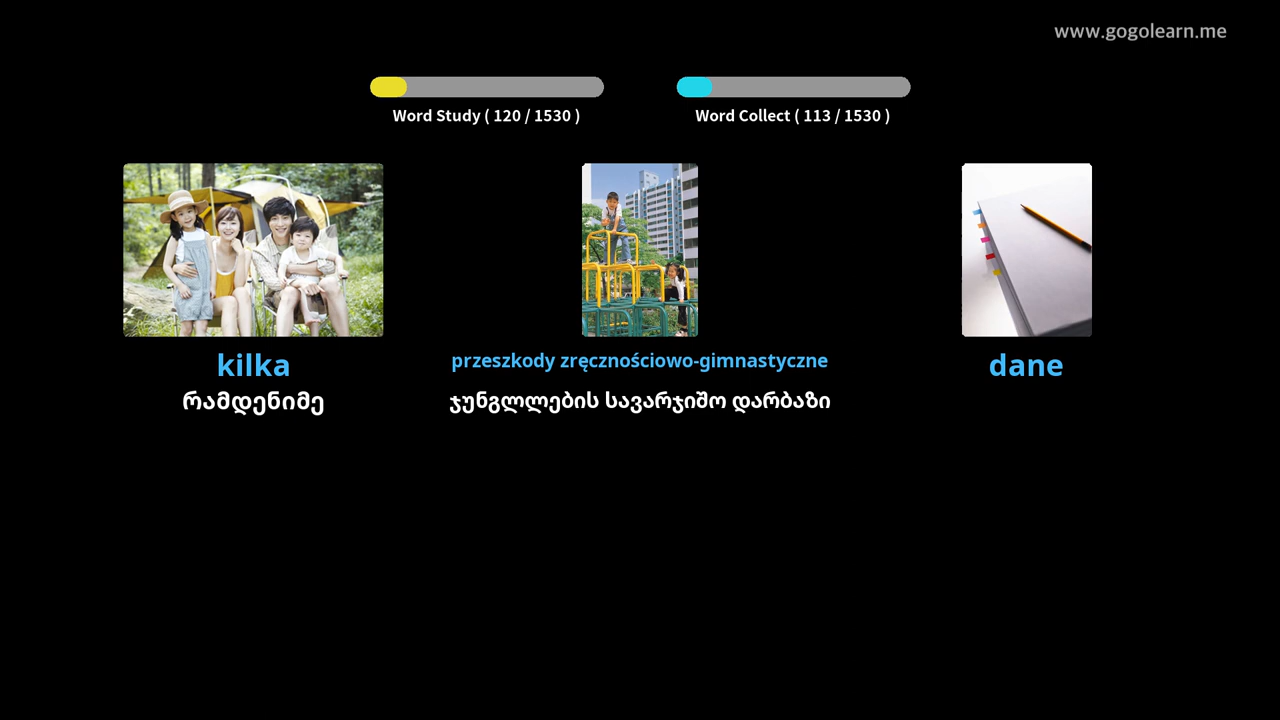 www.gogolearn.me
Word Study ( 120 / 1530 )
Word Collect ( 113 / 1530 )
kilka
przeszkody zręcznościowo-gimnastyczne
dane
რამდენიმე
ჯუნგლლების სავარჯიშო დარბაზი